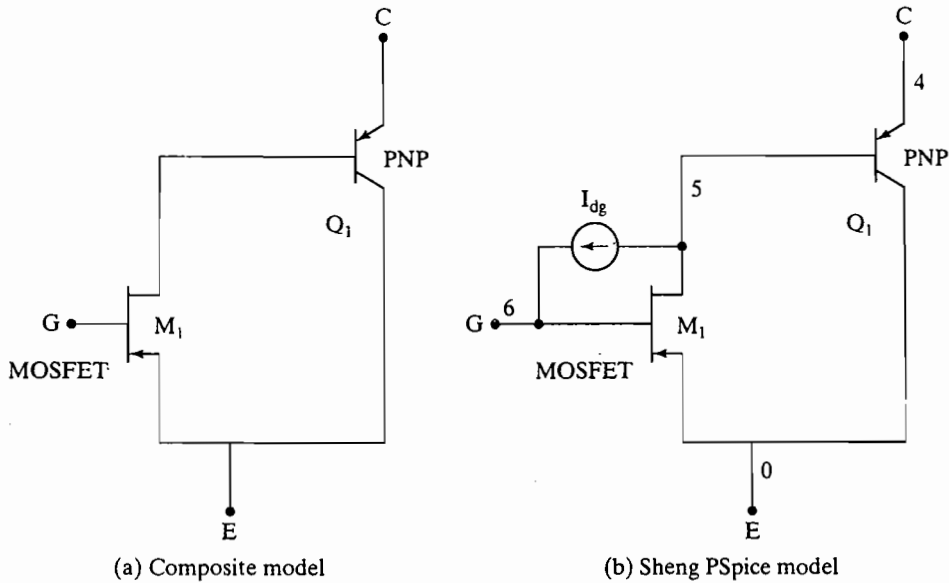 C
PNP
Q1
G
M1
MOSFET
E
(a) Composite model
C
4
PNP
5
Idg
Q1
G
6
M1
MOSFET
0
E
(b) Sheng PSpice model